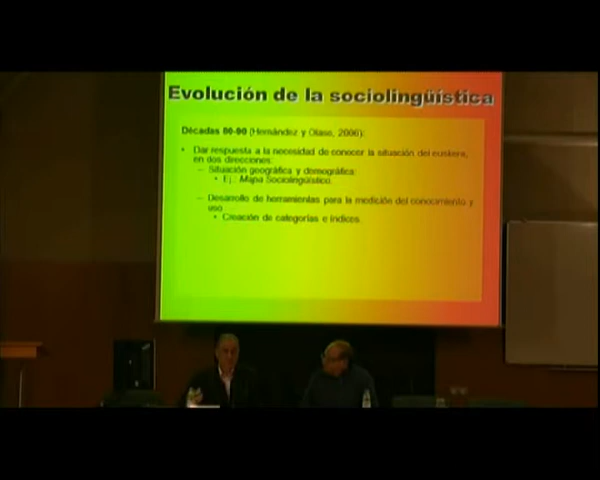 Evolución de la sociolingüística
Décadas 80-90 (Hernández y Olaso, 2006):
• Dar respuesta a la necesidad de conocer la situación del euskera,
en dos direcciones:
– Situación geográfica y demográfica:
• Ej.: Mapa Sociolingüístico.
– Desarrollo de herramientas para la medición del conocimiento y
uso
• Creación de categorías e índices.